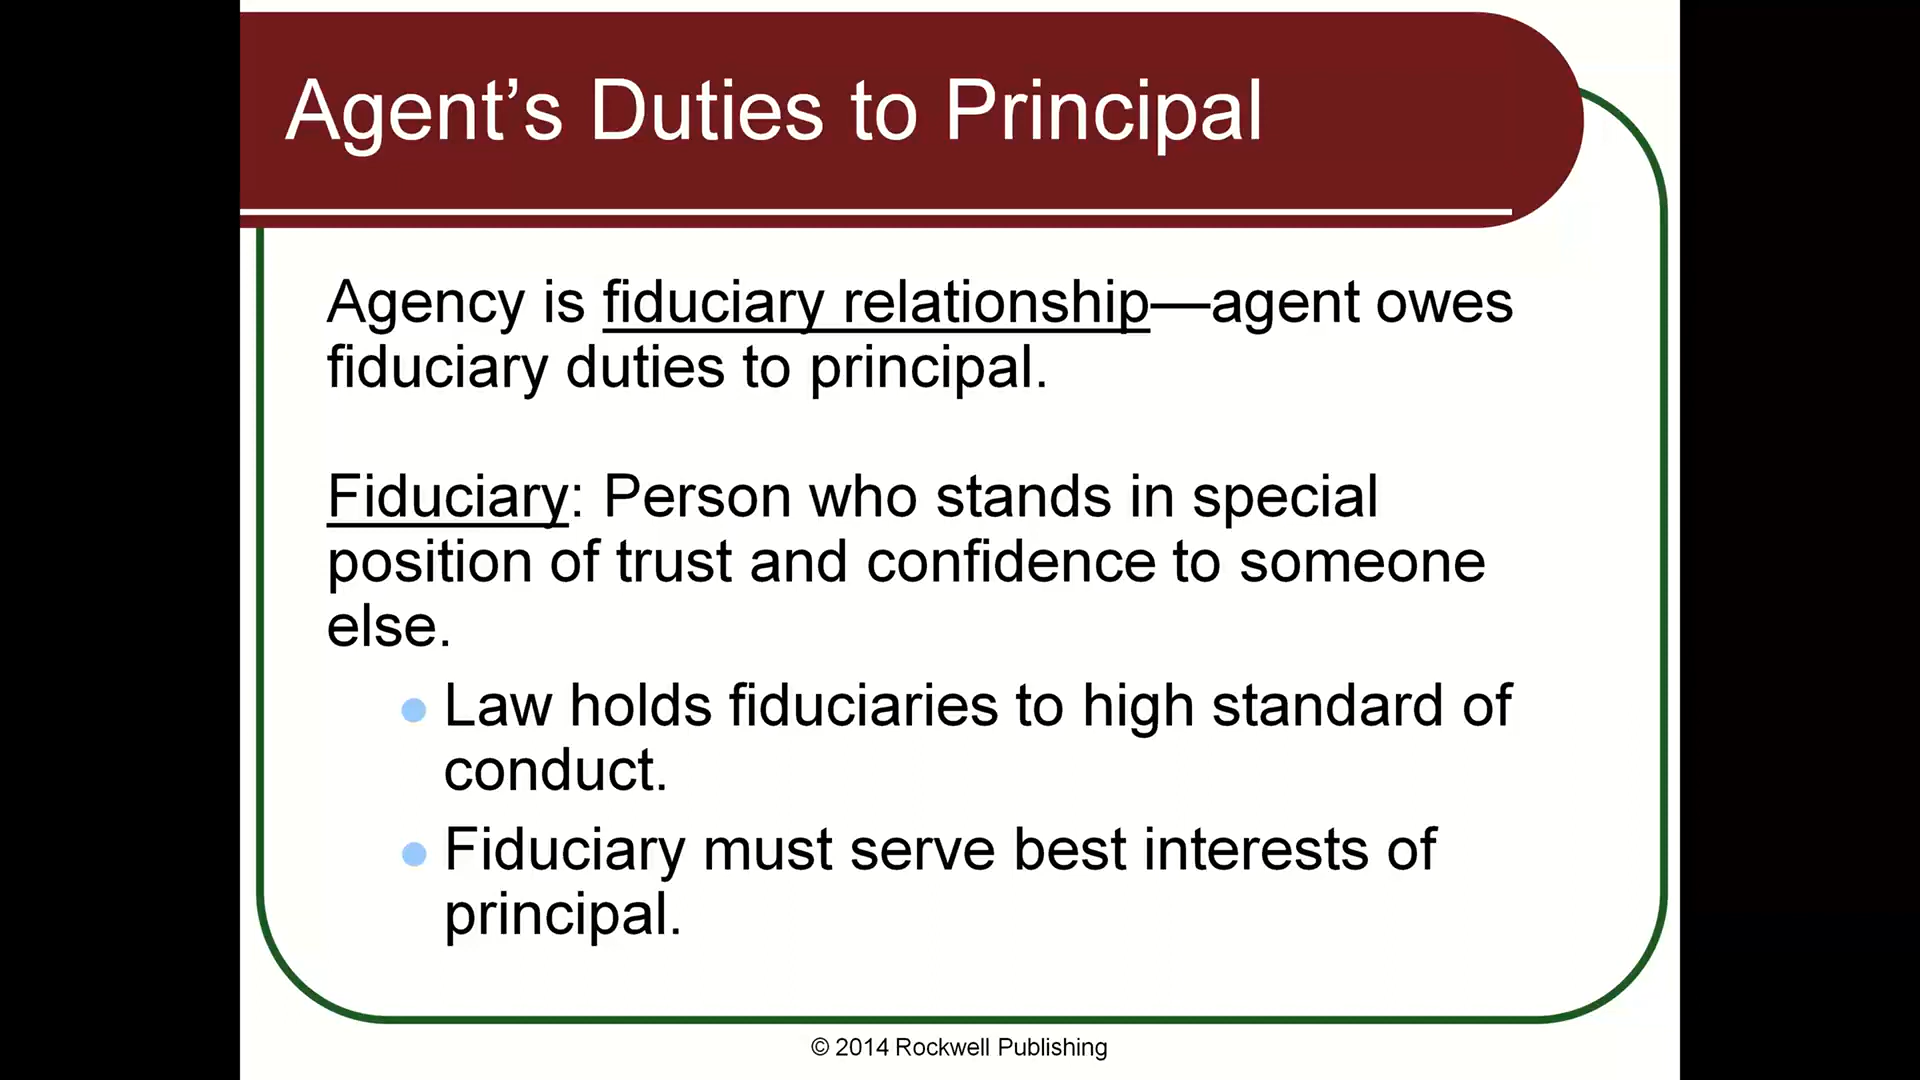 Agent’s Duties to Principal
Agency is fiduciary relationship—agent owes
fiduciary duties to principal.
Fiduciary: Person who stands in special
position of trust and confidence to someone
else.
Law holds fiduciaries to high standard of
conduct.
Fiduciary must serve best interests of
principal.
© 2014 Rockwell Publishing